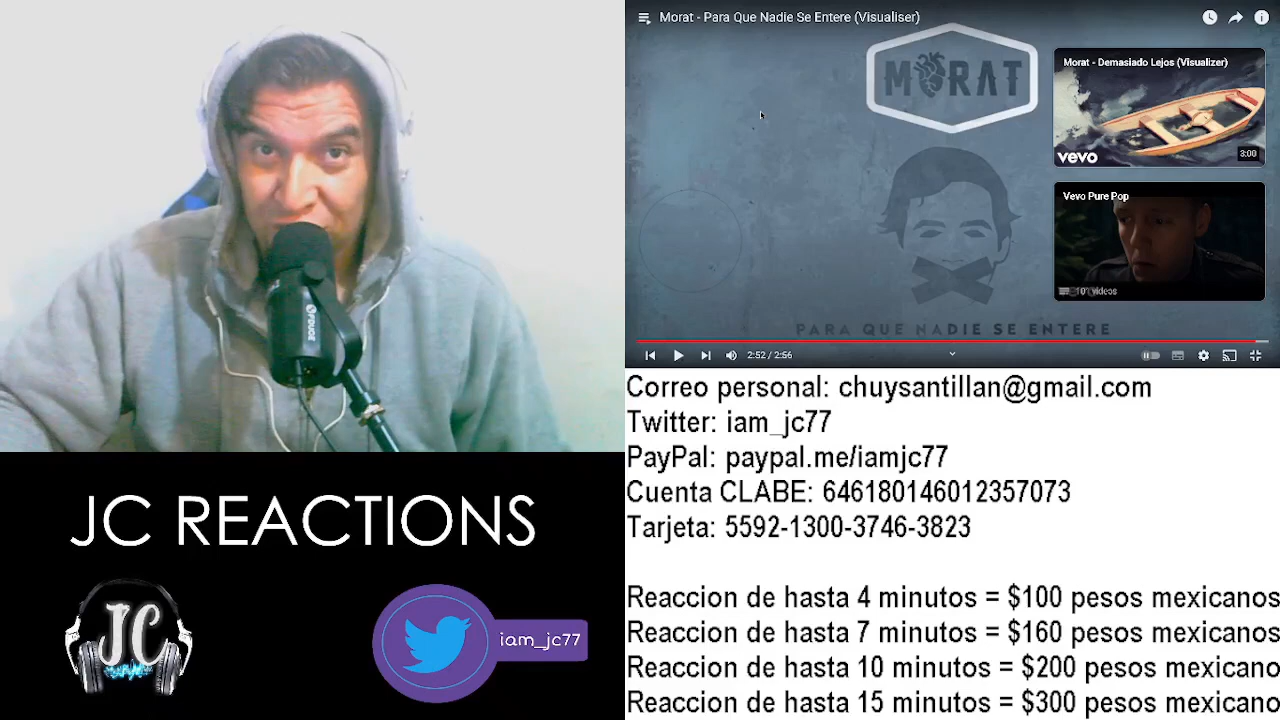 Morat - Para Que Nadie Se Entere (Visualiser)
MORAT
Morat - Demasiado Lejos (Visualizer)
vevo
3:00
Vevo Pure Pop
videos
PARA QUE NADIE SE ENTERE
2:52 / 2:56
FDUCE
Correo personal: chuysantillan@gmail.com
Twitter: iam_jc77
PayPal: paypal.me/iamjc77
Cuenta CLABE: 646180146012357073
Tarjeta: 5592-1300-3746-3823
JC REACTIONS
JC
iam_jc77
Reaccion de hasta 4 minutos = $100 pesos mexicanos
Reaccion de hasta 7 minutos = $160 pesos mexicanos
Reaccion de hasta 10 minutos = $200 pesos mexicano
Reaccion de hasta 15 minutos = $300 pesos mexicano